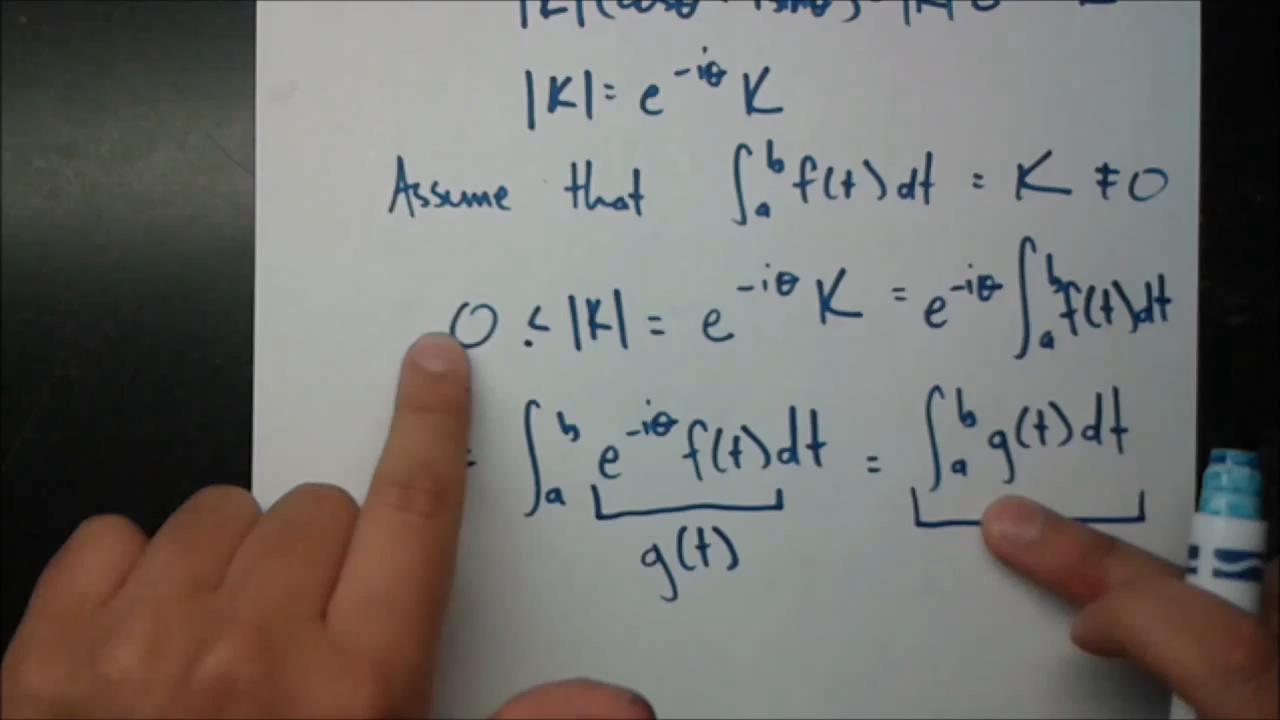 |K| = e^{-iθ} K
Assume that ∫_a^b f(t)dt = K ≠ 0
0 < |K| = e^{-iθ} K = e^{-iθ} ∫_a^b f(t)dt
= ∫_a^b e^{-iθ} f(t)dt = ∫_a^b g(t)dt
g(t)